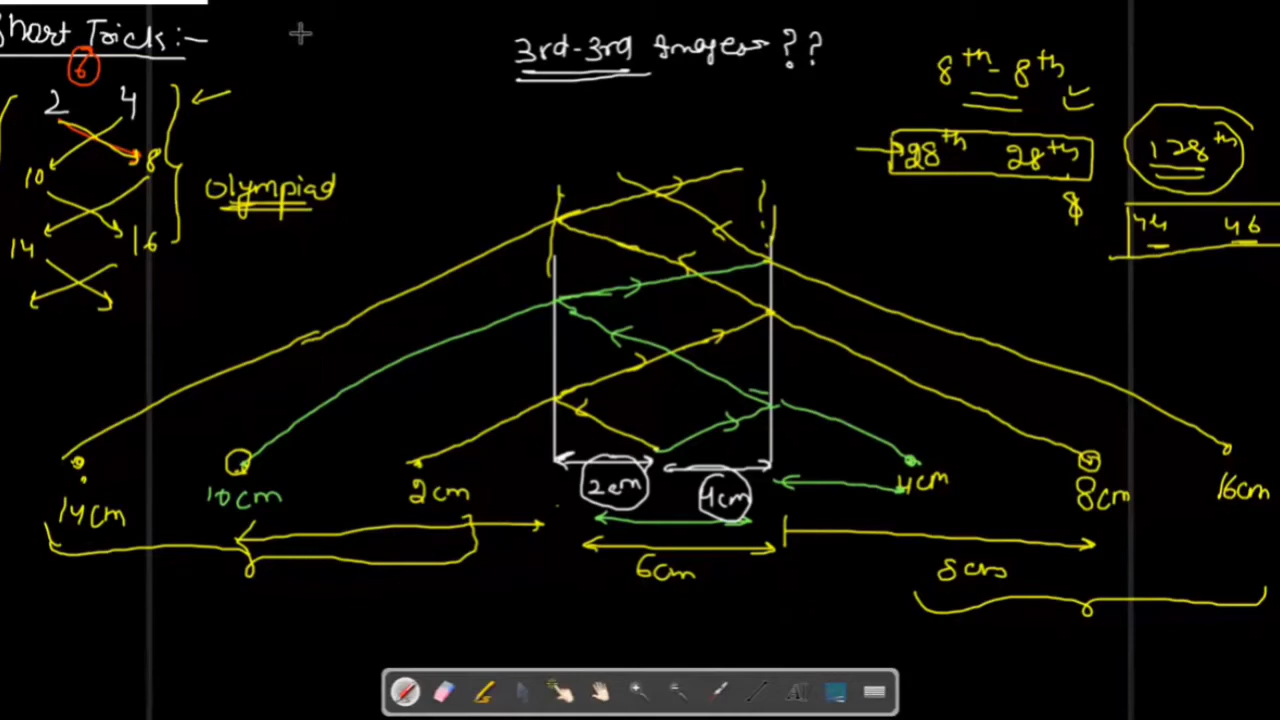 Short Trick:-
3rd-3rd Images ??
8th - 8th
28th 28th
8
128th
44 46
6
2 4
10 8
14 16
Olympiad
2cm 4cm
14cm 10cm 2cm 4cm 8cm 16cm
6cm
8cm